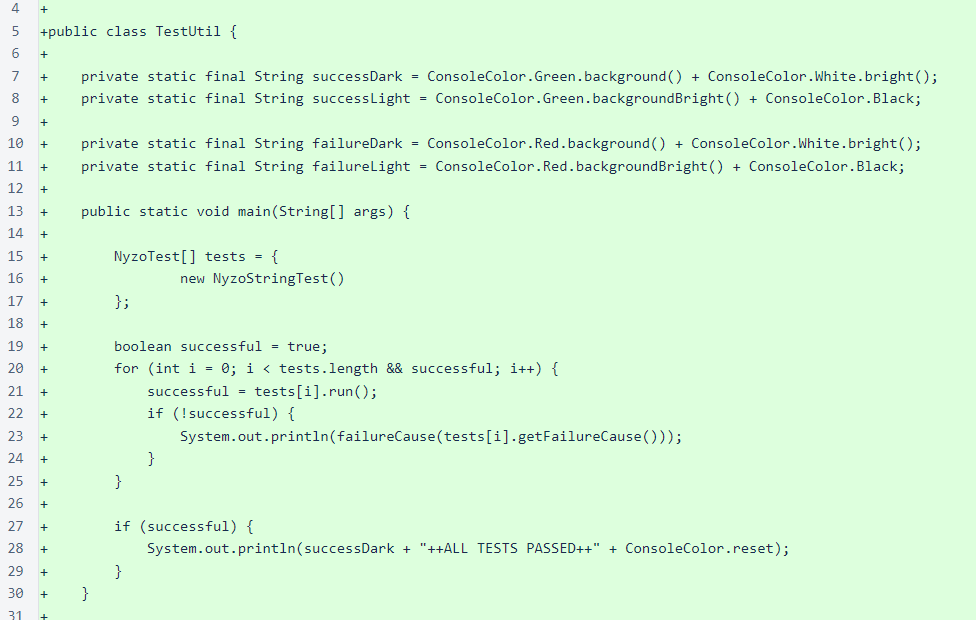 4 +
5 +public class TestUtil {
6 +
7 +    private static final String successDark = ConsoleColor.Green.background() + ConsoleColor.White.bright();
8 +    private static final String successLight = ConsoleColor.Green.backgroundBright() + ConsoleColor.Black;
9 +
10 +    private static final String failureDark = ConsoleColor.Red.background() + ConsoleColor.White.bright();
11 +    private static final String failureLight = ConsoleColor.Red.backgroundBright() + ConsoleColor.Black;
12 +
13 +    public static void main(String[] args) {
14 +
15 +        NyzoTest[] tests = {
16 +                new NyzoStringTest()
17 +        };
18 +
19 +        boolean successful = true;
20 +        for (int i = 0; i < tests.length && successful; i++) {
21 +            successful = tests[i].run();
22 +            if (!successful) {
23 +                System.out.println(failureCause(tests[i].getFailureCause()));
24 +            }
25 +        }
26 +
27 +        if (successful) {
28 +            System.out.println(successDark + "++ALL TESTS PASSED++" + ConsoleColor.reset);
29 +        }
30 +    }
31 +